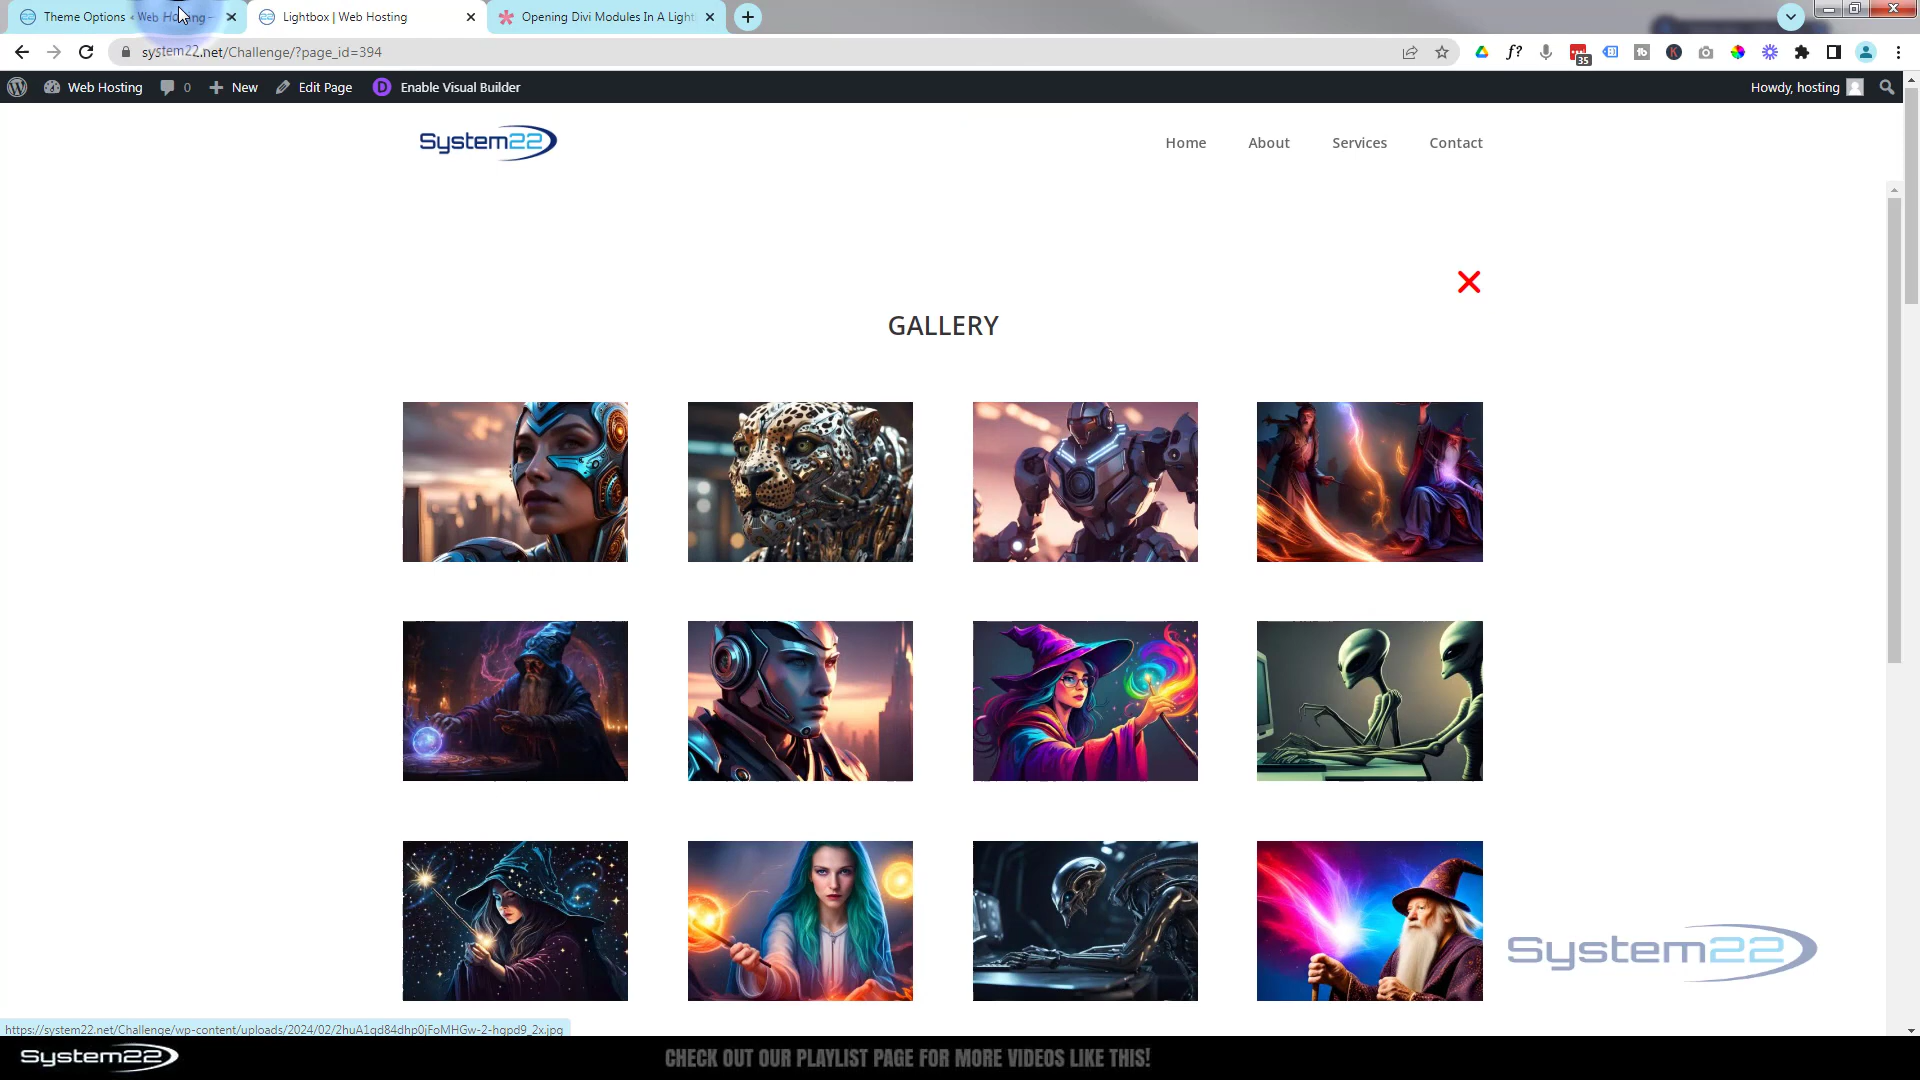 Theme Options ‹ Web Hosting —
Lightbox | Web Hosting
Opening Divi Modules In A Light
system22.net/Challenge/?page_id=394
f?
tb
K
35
Web Hosting
0
New
Edit Page
D
Enable Visual Builder
Howdy, hosting
System22
Home
About
Services
Contact
GALLERY
System22
https://system22.net/Challenge/wp-content/uploads/2024/02/2huA1qd84dhp0jFoMHGw-2-hgpd9_2x.jpg
System22
CHECK OUT OUR PLAYLIST PAGE FOR MORE VIDEOS LIKE THIS!